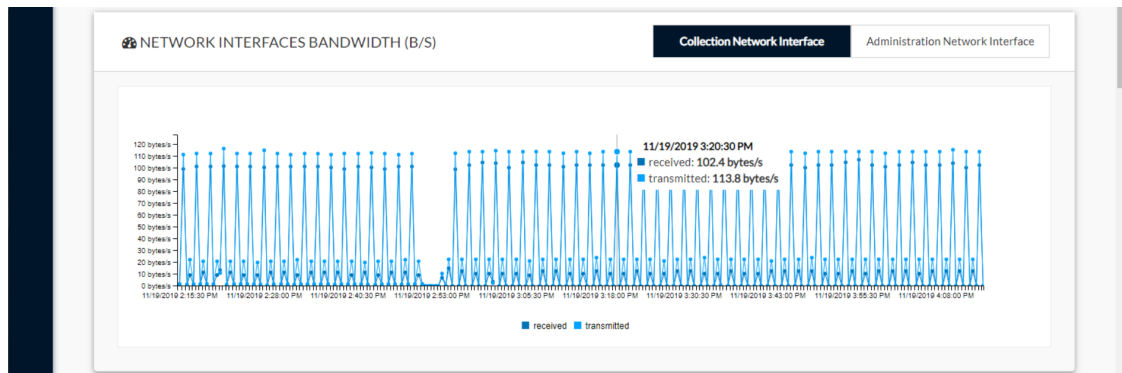 NETWORK INTERFACES BANDWIDTH (B/S)
Collection Network Interface
Administration Network Interface
120 bytes/s
110 bytes/s
100 bytes/s
90 bytes/s
80 bytes/s
70 bytes/s
60 bytes/s
50 bytes/s
40 bytes/s
30 bytes/s
20 bytes/s
10 bytes/s
0 bytes/s
11/19/2019 3:20:30 PM
received: 102.4 bytes/s
transmitted: 113.8 bytes/s
11/19/2019 2:15:30 PM 11/19/2019 2:28:00 PM 11/19/2019 2:40:30 PM 11/19/2019 2:53:00 PM 11/19/2019 3:05:30 PM 11/19/2019 3:18:00 PM 11/19/2019 3:30:30 PM 11/19/2019 3:43:00 PM 11/19/2019 3:55:30 PM 11/19/2019 4:08:00 PM
received transmitted